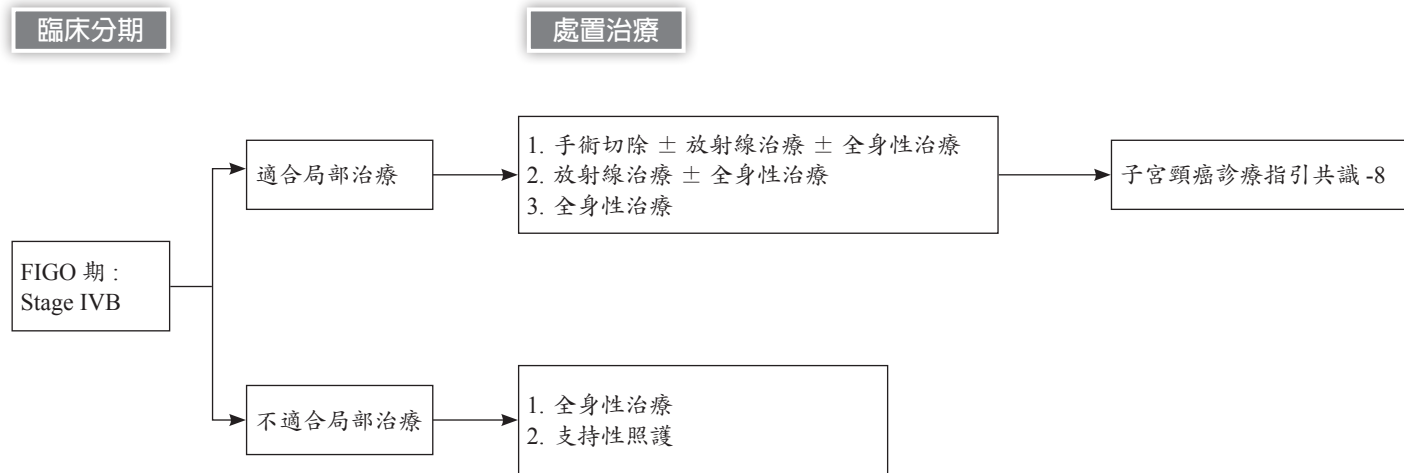 臨床分期
處置治療
適合局部治療
1. 手術切除 ± 放射線治療 ± 全身性治療
2. 放射線治療 ± 全身性治療
3. 全身性治療
子宮頸癌診療指引共識 -8
FIGO 期 :
Stage IVB
不適合局部治療
1. 全身性治療
2. 支持性照護